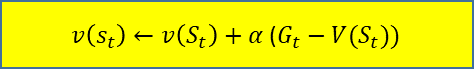 v(s_t) ← v(S_t) + α (G_t − V(S_t))